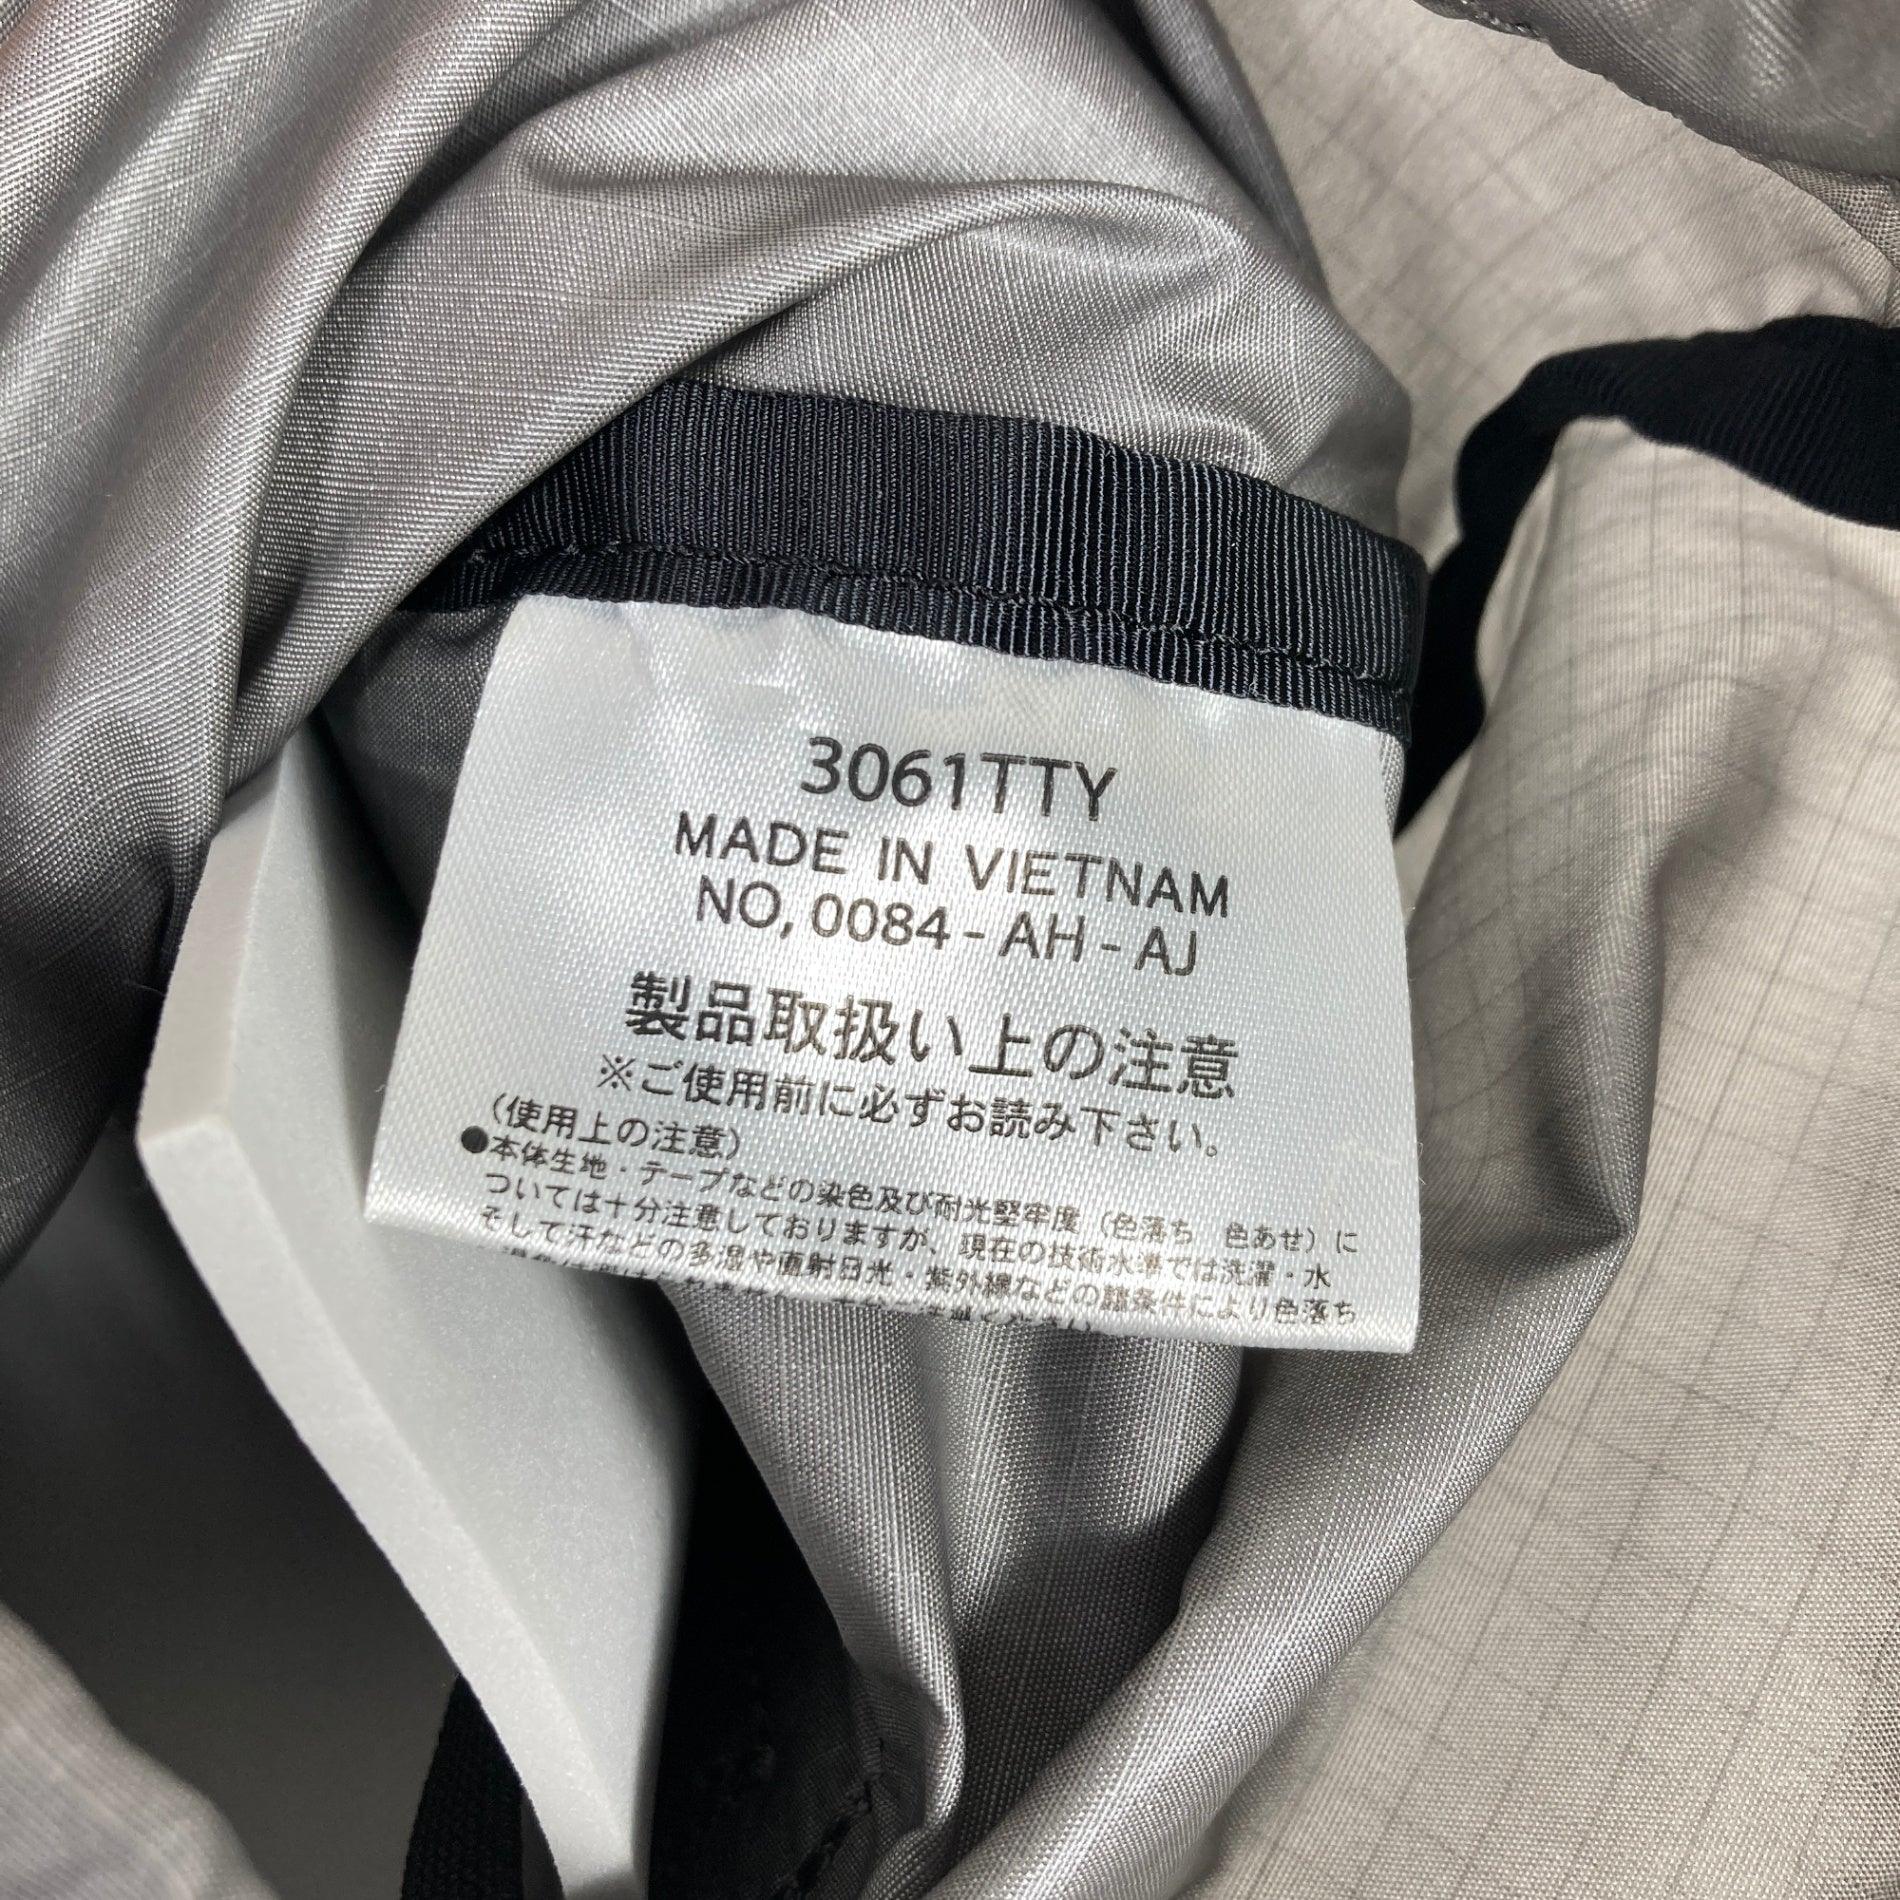 3061TTY
MADE IN VIETNAM
NO,0084-AH-AJ
製品取扱い上の注意
※ご使用前に必ずお読み下さい。
(使用上の注意)
●本体生地・テープなどの染色及び耐光堅牢度(色落ち 色あせ)に
ついては十分注意しておりますが、現在の技術水準では洗濯・水
そして汗などの多湿や直射日光・紫外線などの諸条件により色落ち